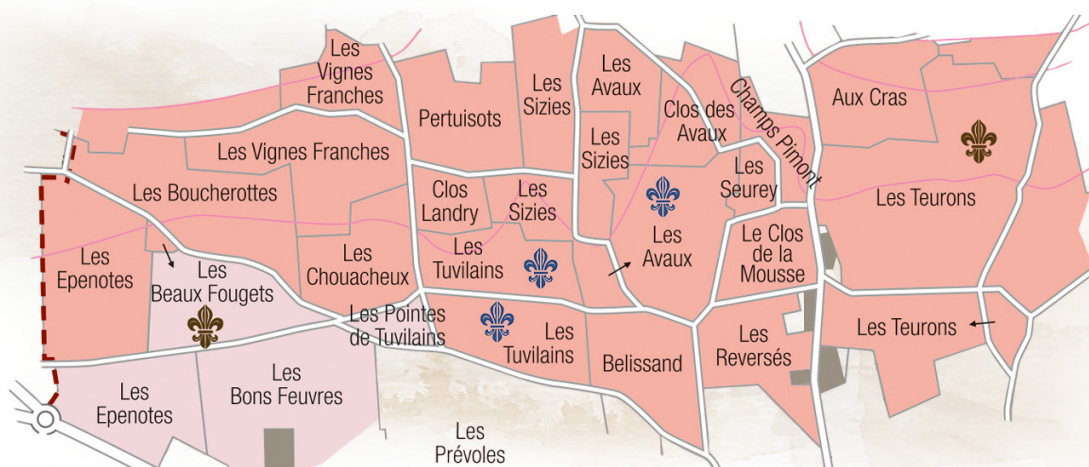 Les
Vignes
Franches
Pertuisots
Les
Sizies
Les
Avaux
Clos des
Avaux
Champs Pimont
Aux Cras
Les Vignes Franches
Les Boucherottes
Clos
Landry
Les
Sizies
Les
Sizies
Les
Seurey
Les Teurons
Les
Epenotes
Les
Beaux Fougets
Les
Chouacheux
Les
Tuvilains
Les
Avaux
Le Clos
de la
Mousse
Les Pointes
de Tuvilains
Les
Tuvilains
Belissand
Les
Reversés
Les Teurons
Les
Epenotes
Les
Bons Feuvres
Les
Prévoles